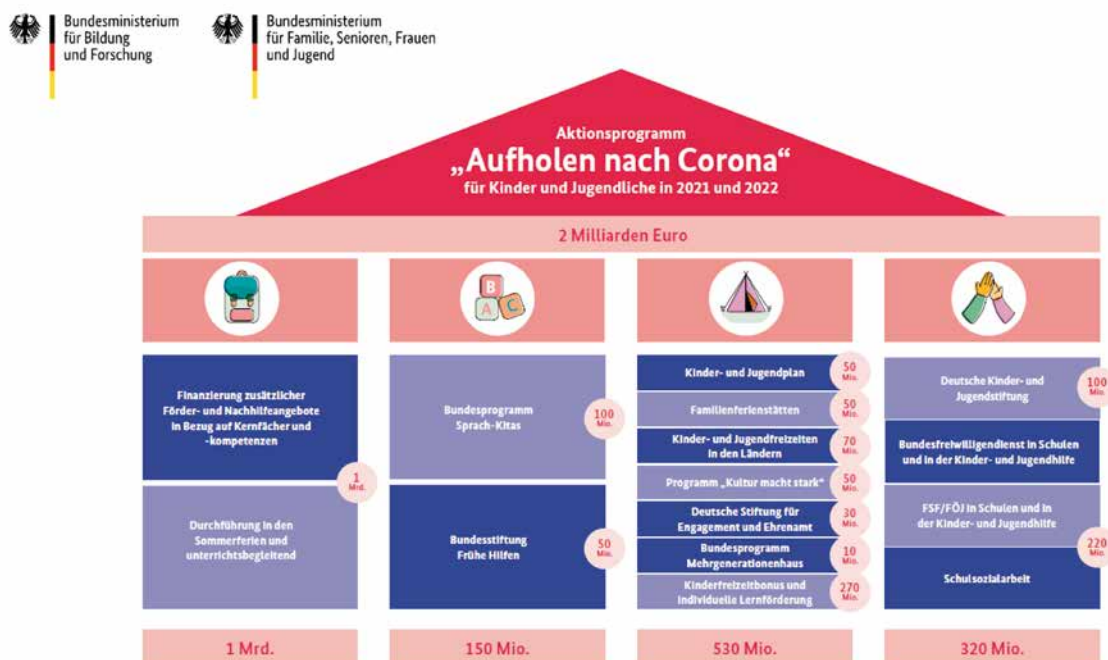 Bundesministerium
für Bildung
und Forschung
Bundesministerium
für Familie, Senioren, Frauen
und Jugend
Aktionsprogramm
„Aufholen nach Corona“
für Kinder und Jugendliche in 2021 und 2022
2 Milliarden Euro
B
A
C
Finanzierung zusätzlicher
Förder- und Nachhilfeangebote
in Bezug auf Kernfächer und
-kompetenzen
1
Mrd.
Durchführung in den
Sommerferien und
unterrichtsbegleitend
1 Mrd.
Bundesprogramm
Sprach-Kitas
100
Mio.
Bundesstiftung
Frühe Hilfen
50
Mio.
150 Mio.
Kinder- und Jugendplan
50
Mio.
Familienferienstätten
50
Mio.
Kinder- und Jugendfreizeiten
in den Ländern
70
Mio.
Programm „Kultur macht stark“
50
Mio.
Deutsche Stiftung für
Engagement und Ehrenamt
30
Mio.
Bundesprogramm
Mehrgenerationenhaus
10
Mio.
Kinderfreizeitbonus und
individuelle Lernförderung
270
Mio.
530 Mio.
Deutsche Kinder- und
Jugendstiftung
100
Mio.
Bundesfreiwilligendienst in Schulen
und in der Kinder- und Jugendhilfe
FSF/FÖJ in Schulen und in
der Kinder- und Jugendhilfe
220
Mio.
Schulsozialarbeit
320 Mio.